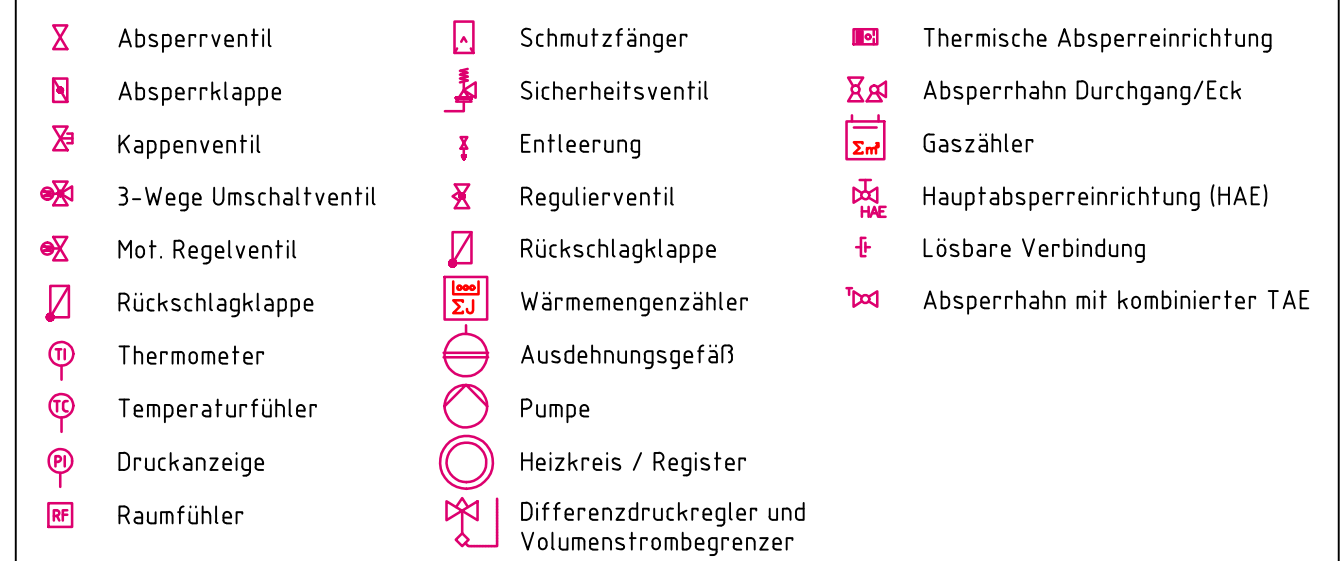 Absperrventil
Absperrklappe
Kappenventil
M 3-Wege Umschaltventil
M Mot. Regelventil
Rückschlagklappe
TI Thermometer
TC Temperaturfühler
PI Druckanzeige
RF Raumfühler
Schmutzfänger
Sicherheitsventil
Entleerung
Regulierventil
Rückschlagklappe
ΣJ Wärmemengenzähler
Ausdehnungsgefäß
Pumpe
Heizkreis / Register
Differenzdruckregler und
Volumenstrombegrenzer
Thermische Absperreinrichtung
Absperrhahn Durchgang/Eck
Σm³ Gaszähler
HAE Hauptabsperreinrichtung (HAE)
Lösbare Verbindung
T Absperrhahn mit kombinierter TAE